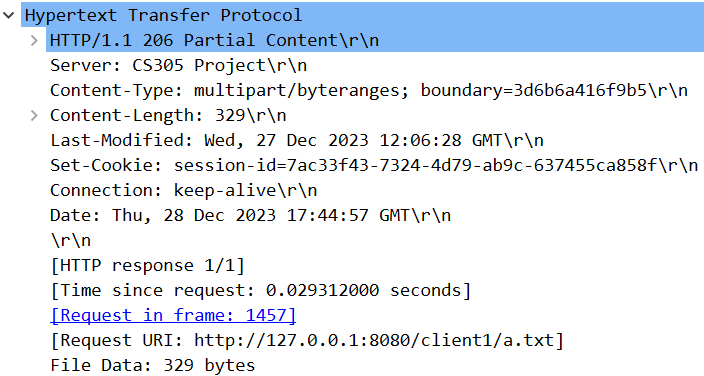 Hypertext Transfer Protocol
HTTP/1.1 206 Partial Content\r\n
Server: CS305 Project\r\n
Content-Type: multipart/byteranges; boundary=3d6b6a416f9b5\r\n
Content-Length: 329\r\n
Last-Modified: Wed, 27 Dec 2023 12:06:28 GMT\r\n
Set-Cookie: session-id=7ac33f43-7324-4d79-ab9c-637455ca858f\r\n
Connection: keep-alive\r\n
Date: Thu, 28 Dec 2023 17:44:57 GMT\r\n
\r\n
[HTTP response 1/1]
[Time since request: 0.029312000 seconds]
[Request in frame: 1457]
[Request URI: http://127.0.0.1:8080/client1/a.txt]
File Data: 329 bytes